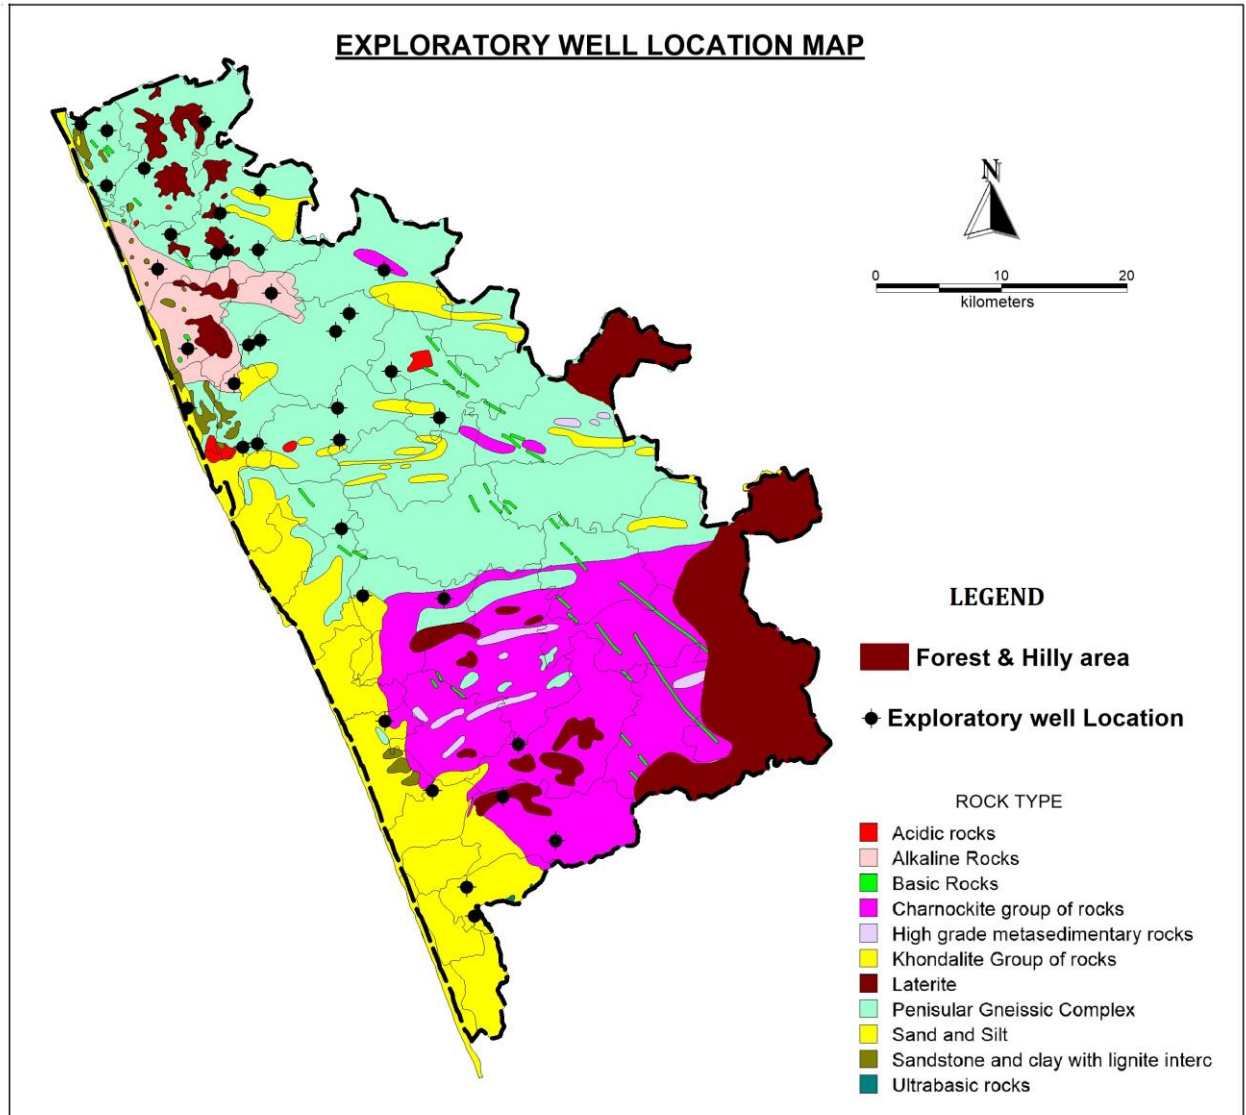 EXPLORATORY WELL LOCATION MAP
N
0 10 20
kilometers
LEGEND
Forest & Hilly area
Exploratory well Location
ROCK TYPE
Acidic rocks
Alkaline Rocks
Basic Rocks
Charnockite group of rocks
High grade metasedimentary rocks
Khondalite Group of rocks
Laterite
Penisular Gneissic Complex
Sand and Silt
Sandstone and clay with lignite interc
Ultrabasic rocks